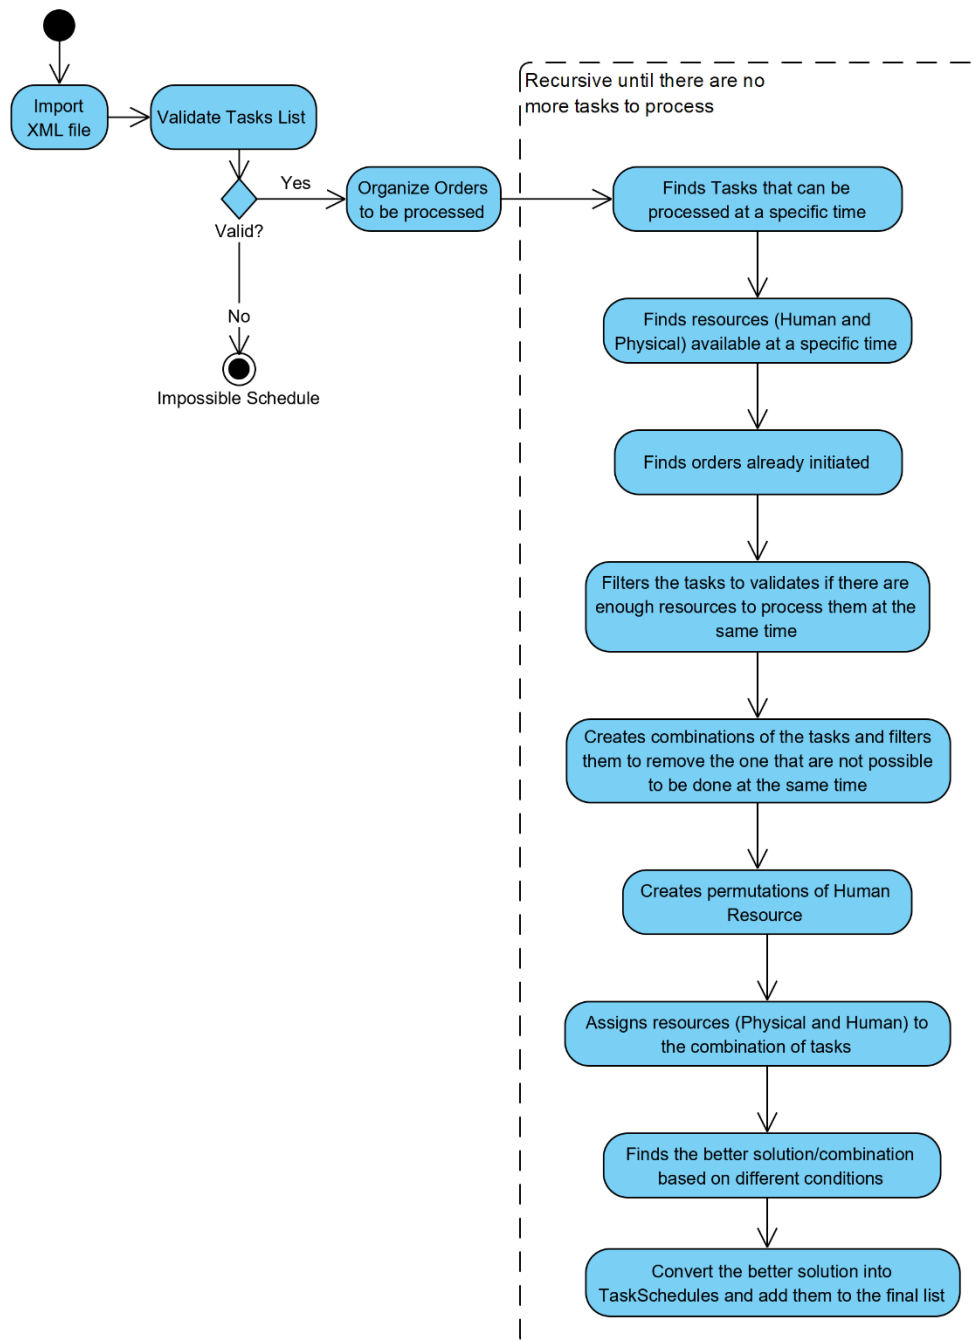 Import
XML file
Validate Tasks List
Valid?
Yes
No
Impossible Schedule
Organize Orders
to be processed
Recursive until there are no
more tasks to process
Finds Tasks that can be
processed at a specific time
Finds resources (Human and
Physical) available at a specific time
Finds orders already initiated
Filters the tasks to validates if there are
enough resources to process them at the
same time
Creates combinations of the tasks and filters
them to remove the one that are not possible
to be done at the same time
Creates permutations of Human
Resource
Assigns resources (Physical and Human) to
the combination of tasks
Finds the better solution/combination
based on different conditions
Convert the better solution into
TaskSchedules and add them to the final list